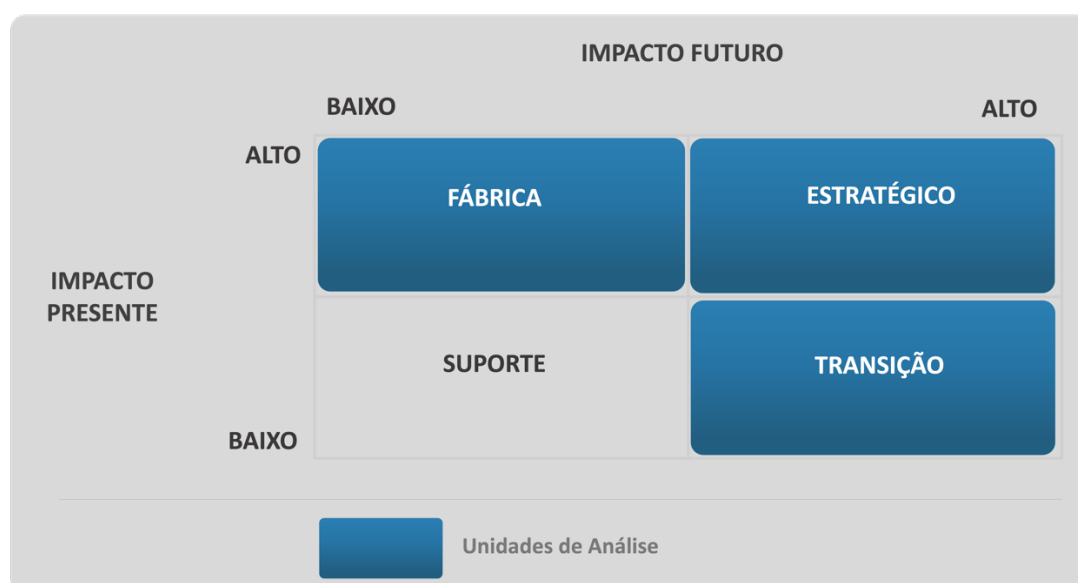 IMPACTO FUTURO
BAIXO
ALTO
ALTO
FÁBRICA
ESTRATÉGICO
IMPACTO
PRESENTE
SUPORTE
TRANSIÇÃO
BAIXO
Unidades de Análise